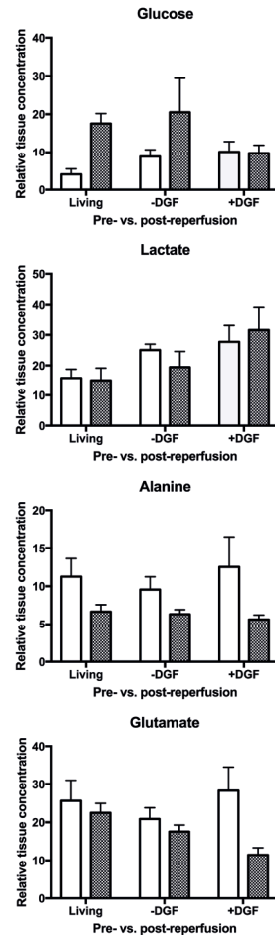 Glucose
Relative tissue concentration
40
30
20
10
0
Living -DGF +DGF
Pre- vs. post-reperfusion
Lactate
Relative tissue concentration
50
40
30
20
10
0
Living -DGF +DGF
Pre- vs. post-reperfusion
Alanine
Relative tissue concentration
20
15
10
5
0
Living -DGF +DGF
Pre- vs. post-reperfusion
Glutamate
Relative tissue concentration
40
30
20
10
0
Living -DGF +DGF
Pre- vs. post-reperfusion